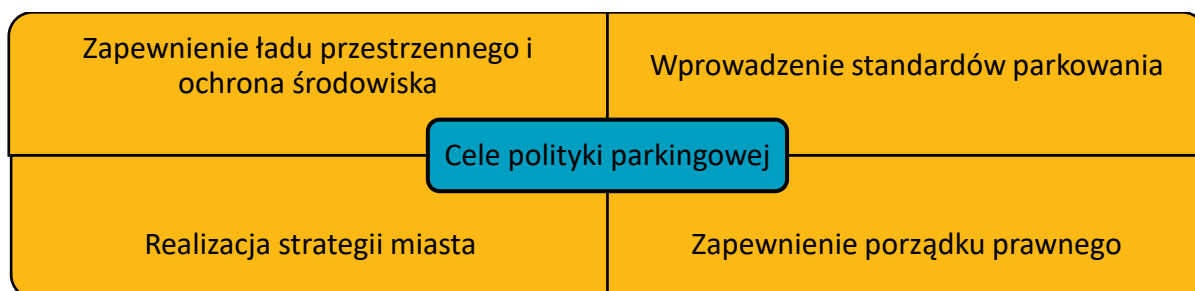 Zapewnienie ładu przestrzennego i
ochrona środowiska
Wprowadzenie standardów parkowania
Cele polityki parkingowej
Realizacja strategii miasta
Zapewnienie porządku prawnego